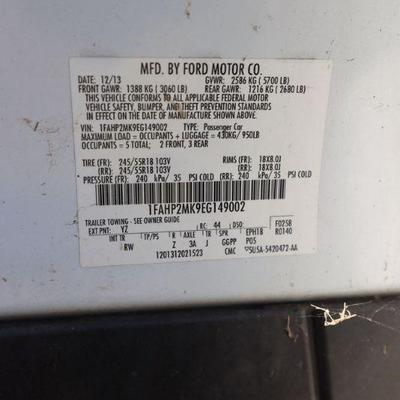 MFD. BY FORD MOTOR CO.
DATE: 12/13 GVWR: 2586 KG ( 5700 LB)
FRONT GAWR: 1388 KG ( 3060 LB) REAR GAWR: 1216 KG ( 2680 LB)
THIS VEHICLE CONFORMS TO ALL APPLICABLE FEDERAL MOTOR
VEHICLE SAFETY, BUMPER, AND THEFT PREVENTION STANDARDS
IN EFFECT ON THE DATE OF MANUFACTURE SHOWN ABOVE.
VIN: 1FAHP2MK9EG149002 TYPE: Passenger Car
MAXIMUM LOAD = OCCUPANTS + LUGGAGE = 430KG/ 950LB
OCCUPANTS = 5 TOTAL: 2 FRONT, 3 REAR
TIRE (FR): 245/55R18 103V RIMS (FR): 18X8.0J
(RR): 245/55R18 103V (RR): 18X8.0J
PRESSURE (FR): 240 kPa/ 35 PSI COLD (RR): 240 kPa/ 35 PSI COLD
1FAHP2MK9EG149002
TRAILER TOWING - SEE OWNER GUIDE
EXT PNT: YZ RC: 44 DSO: F0258
R0140
TR AXLE TR SPR EPH18
RW Z 3A J GGPP P05
1201312021523 CMC